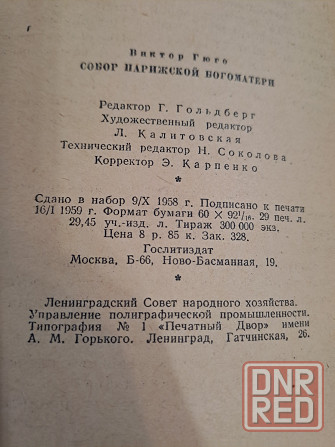 Виктор Гюго
СОБОР ПАРИЖСКОЙ БОГОМАТЕРИ
Редактор Г. Гольдберг
Художественный редактор
Л. Калитовская
Технический редактор Н. Соколова
Корректор Э. Карпенко
*
Сдано в набор 9/X 1958 г. Подписано к печати
16/I 1959 г. Формат бумаги 60 × 92 1/16. 29 печ. л.
29,45 уч.-изд. л. Тираж 300 000 экз.
Цена 8 р. 85 к. Зак. 328.
Гослитиздат
Москва, Б-66, Ново-Басманная, 19.
*
Ленинградский Совет народного хозяйства.
Управление полиграфической промышленности.
Типография № 1 «Печатный Двор» имени
А. М. Горького. Ленинград, Гатчинская, 26.
DNR
RED